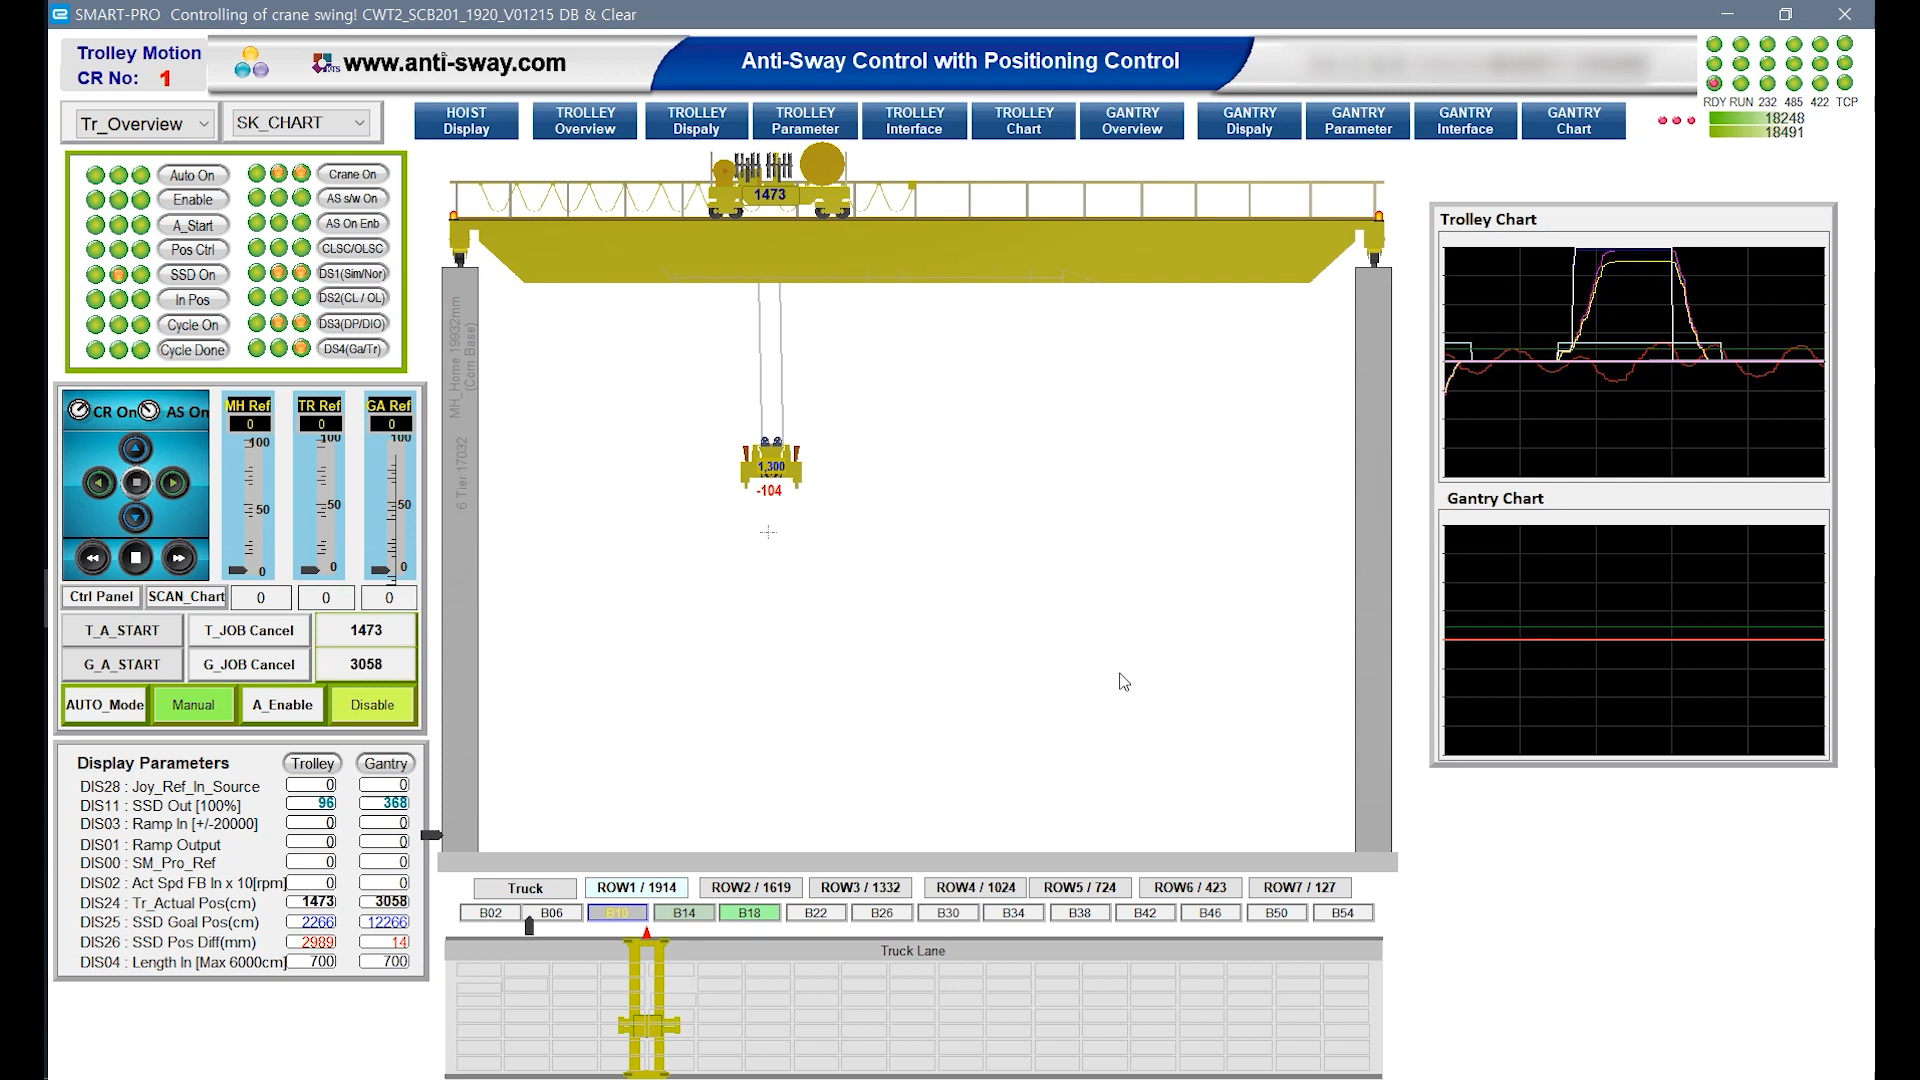 SMART-PRO Controlling of crane swing! CWT2_SCB201_1920_V01215 DB & Clear
Trolley Motion
CR No: 1
KTS www.anti-sway.com
Anti-Sway Control with Positioning Control
RDY RUN 232 485 422 TCP
18248
18491
Tr_Overview
SK_CHART
HOIST Display
TROLLEY Overview
TROLLEY Dispaly
TROLLEY Parameter
TROLLEY Interface
TROLLEY Chart
GANTRY Overview
GANTRY Dispaly
GANTRY Parameter
GANTRY Interface
GANTRY Chart
Auto On
Crane On
Enable
AS s/w On
A_Start
AS On Enb
Pos Ctrl
CLSC/OLSC
SSD On
DS1(Sim/Nor)
In Pos
DS2(CL / OL)
Cycle On
DS3(DP/DIO)
Cycle Done
DS4(Ga/Tr)
CR On AS On
MH Ref TR Ref GA Ref
0 0 0
100 100 100
50 50 50
0 0 0
Ctrl Panel SCAN_Chart 0 0 0
T_A_START T_JOB Cancel 1473
G_A_START G_JOB Cancel 3058
AUTO_Mode Manual A_Enable Disable
Display Parameters Trolley Gantry
DIS28 : Joy_Ref_In_Source 0 0
DIS11 : SSD Out [100%] 96 368
DIS03 : Ramp In [+/-20000] 0 0
DIS01 : Ramp Output 0 0
DIS00 : SM_Pro_Ref 0 0
DIS02 : Act Spd FB In x 10[rpm] 0 0
DIS24 : Tr_Actual Pos(cm) 1473 3058
DIS25 : SSD Goal Pos(cm) 2266 12266
DIS26 : SSD Pos Diff(mm) 2989 14
DIS04 : Length In [Max 6000cm] 700 700
1473
MH_Home 19932mm
(Com Base)
6 Tier 17032
1,300
-104
Trolley Chart
Gantry Chart
Truck ROW1 / 1914 ROW2 / 1619 ROW3 / 1332 ROW4 / 1024 ROW5 / 724 ROW6 / 423 ROW7 / 127
B02 B06 B10 B14 B18 B22 B26 B30 B34 B38 B42 B46 B50 B54
Truck Lane